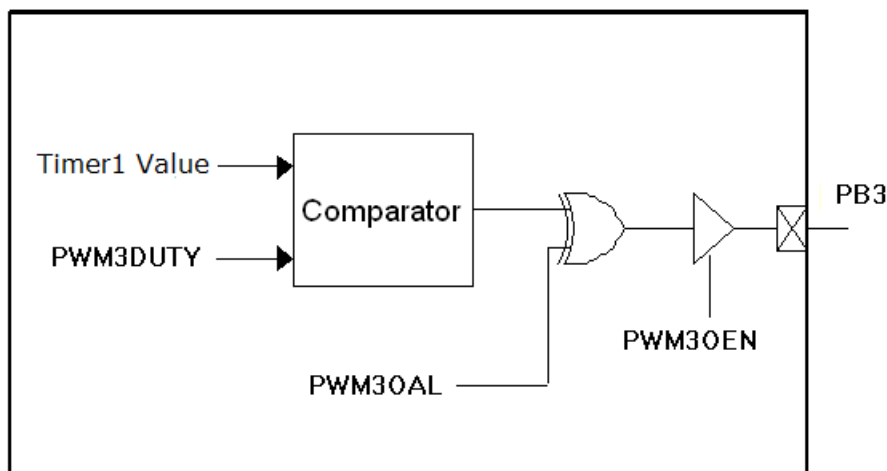 Timer1 Value
Comparator
PB3
PWM3DUTY
PWM3OEN
PWM3OAL